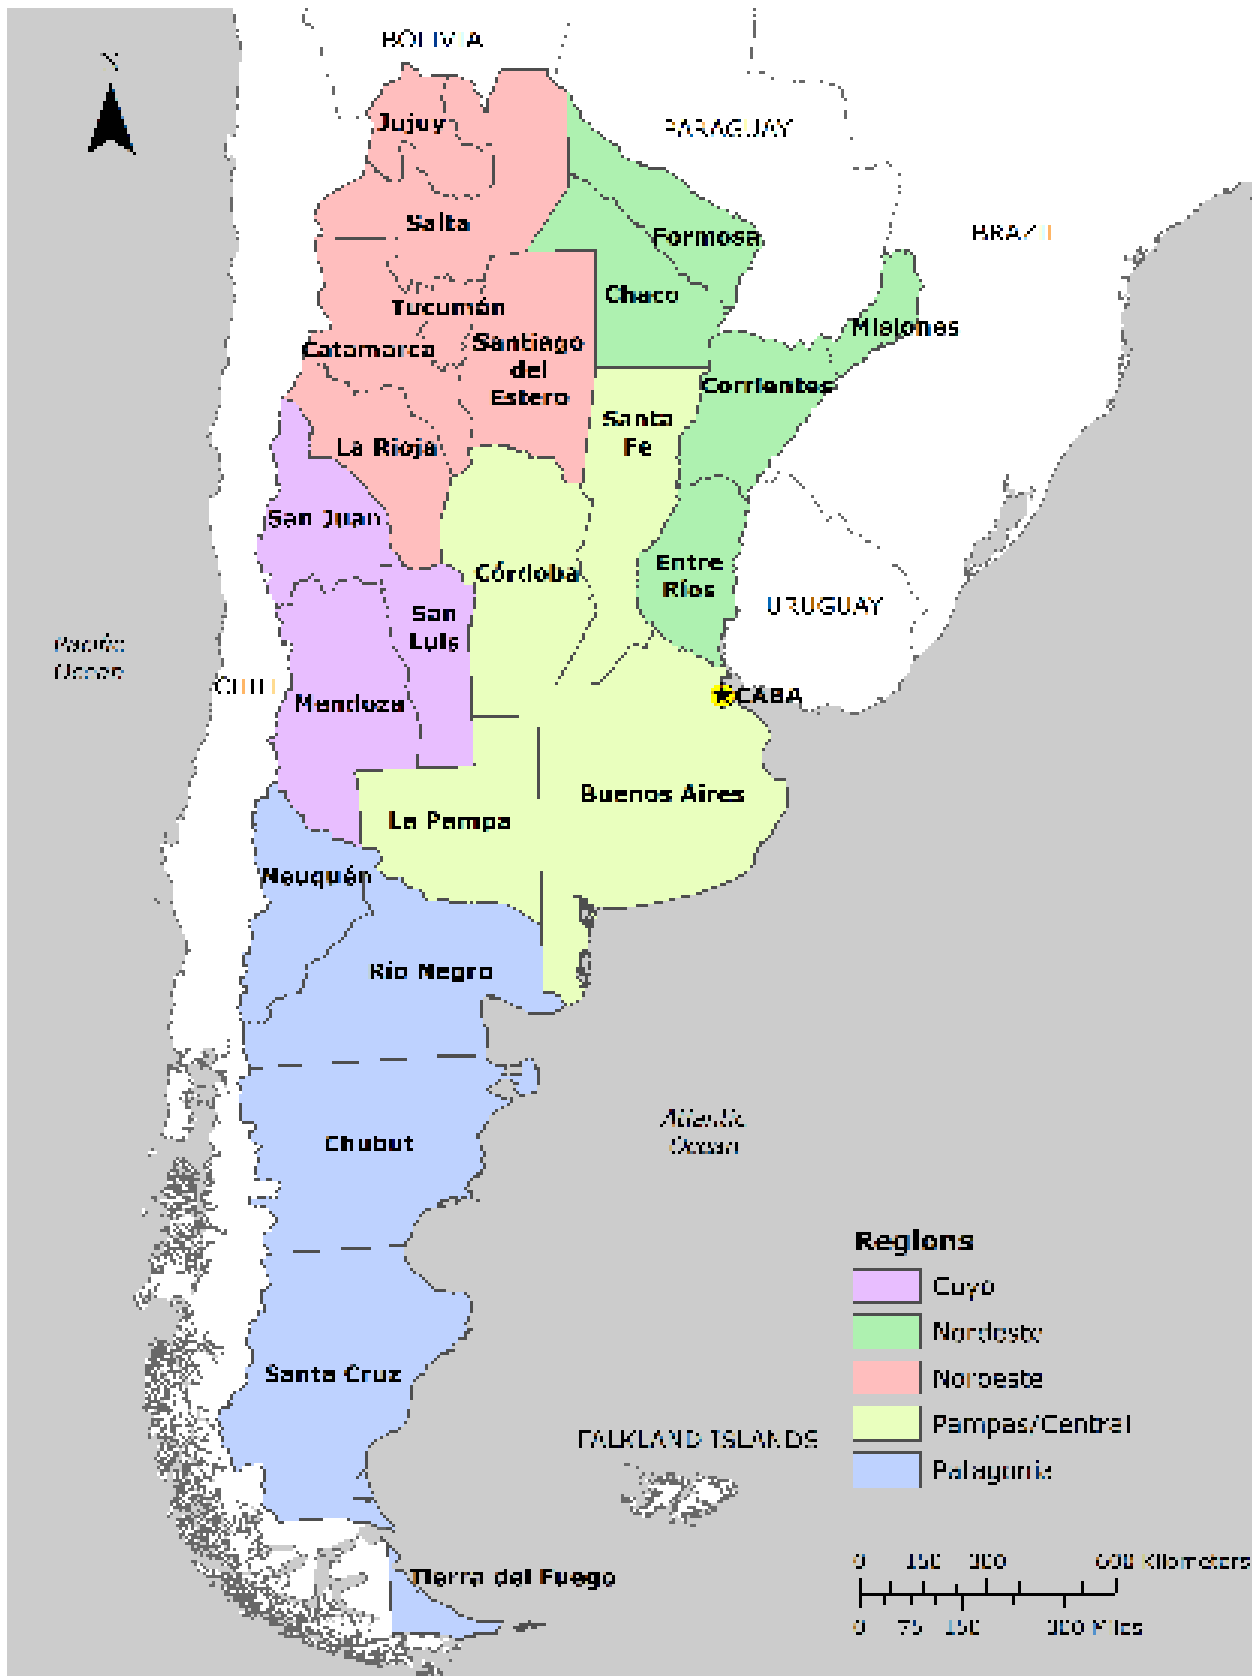 BOLIVIA
N
Jujuy
PARAGUAY
Salta
Formosa
BRAZIL
Chaco
Tucumán
Misiones
Santiago
del
Estero
Catamarca
Corrientes
Santa
Fe
La Rioja
San Juan
Entre
Ríos
Córdoba
San
Luis
URUGUAY
Pacific
Ocean
CHILE
Mendoza
CABA
Buenos Aires
La Pampa
Neuquén
Río Negro
Atlantic
Ocean
Chubut
Santa Cruz
FALKLAND ISLANDS
Tierra del Fuego
Regions
Cuyo
Nordeste
Noroeste
Pampas/Central
Patagonia
0 150 300 600 Kilometers
0 75 150 300 Miles